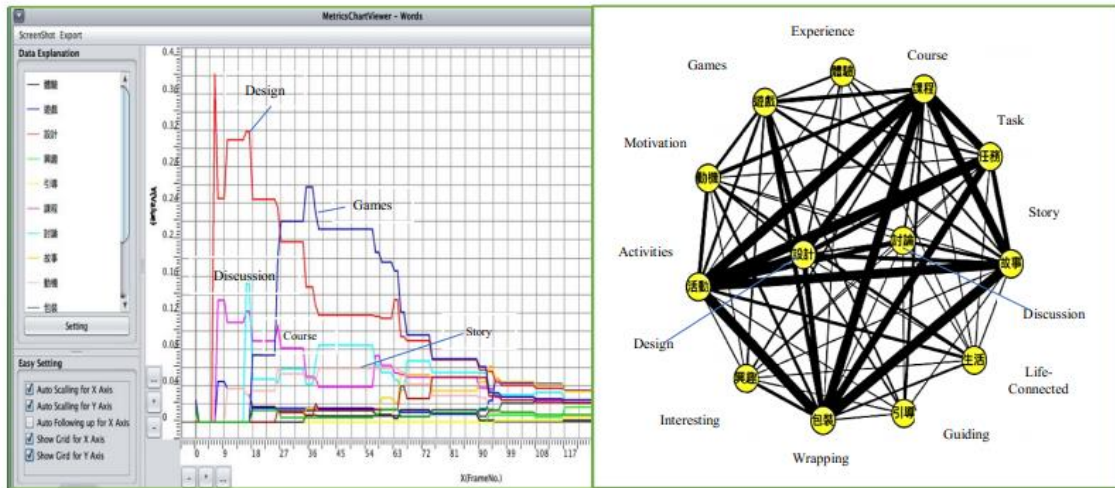 MetricsChartViewer - Words
ScreenShot Export
Data Explanation
體驗
遊戲
設計
興趣
引導
課程
討論
故事
動機
包裝
Setting
Easy Setting
Auto Scalling for X Axis
Auto Scalling for Y Axis
Auto Following up for X Axis
Show Grid for X Axis
Show Gird for Y Axis
0.4
0.36
0.32
0.28
0.24
0.2
0.16
0.12
0.08
0.04
0
Y(Value)
Design
Games
Discussion
Course
Story
0 9 18 27 36 45 54 63 72 81 90 99 108 117
X(FrameNo.)
Experience
Games
Course
Motivation
Task
Story
Activities
Discussion
Design
Life-
Connected
Interesting
Guiding
Wrapping
體驗
課程
遊戲
任務
動機
討論
設計
故事
活動
生活
興趣
引導
包裝